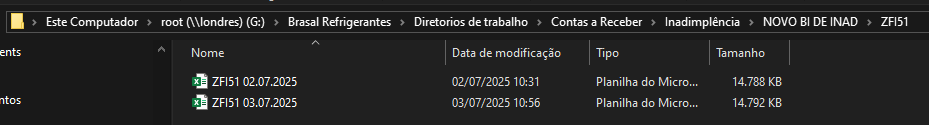 Este Computador > root (\\londres) (G:) > Brasal Refrigerantes > Diretorios de trabalho > Contas a Receber > Inadimplência > NOVO BI DE INAD > ZFI51
ents
Nome Data de modificação Tipo Tamanho
ZFI51 02.07.2025 02/07/2025 10:31 Planilha do Micro... 14.788 KB
ntos
ZFI51 03.07.2025 03/07/2025 10:56 Planilha do Micro... 14.792 KB